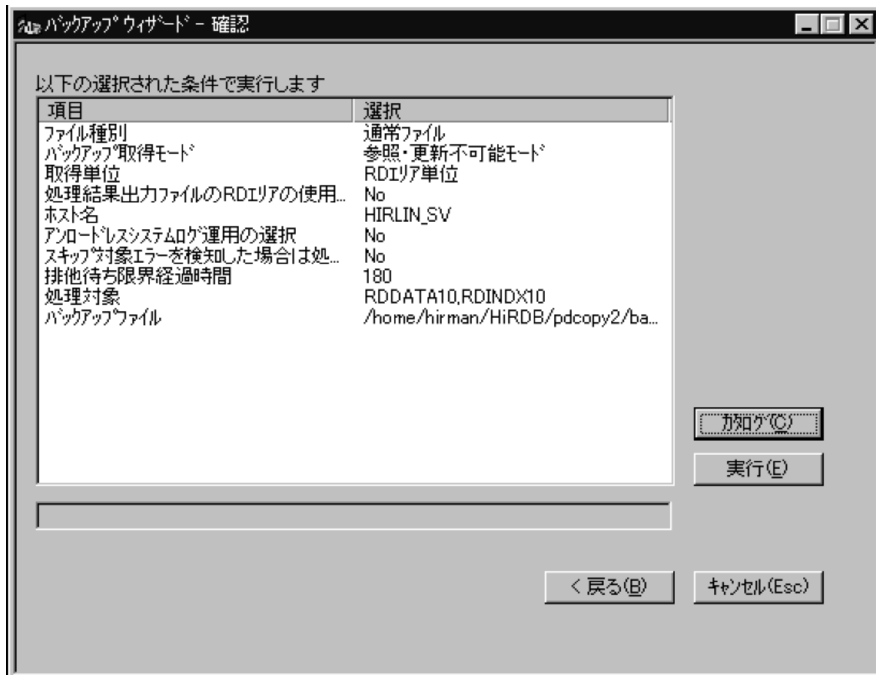 バックアップ ウィザード - 確認
以下の選択された条件で実行します
項目 選択
ファイル種別 通常ファイル
バックアップ取得モード 参照・更新不可能モード
取得単位 RDエリア単位
処理結果出力ファイルのRDエリアの使用... No
ホスト名 HIRLIN_SV
アンロードレスシステムログ運用の選択 No
スキップ対象エラーを検知した場合は処... No
排他待ち限界経過時間 180
処理対象 RDDATA10,RDINDX10
バックアップファイル /home/hirman/HiRDB/pdcopy2/ba...
カタログ(C)
実行(E)
< 戻る(B) キャンセル(Esc)